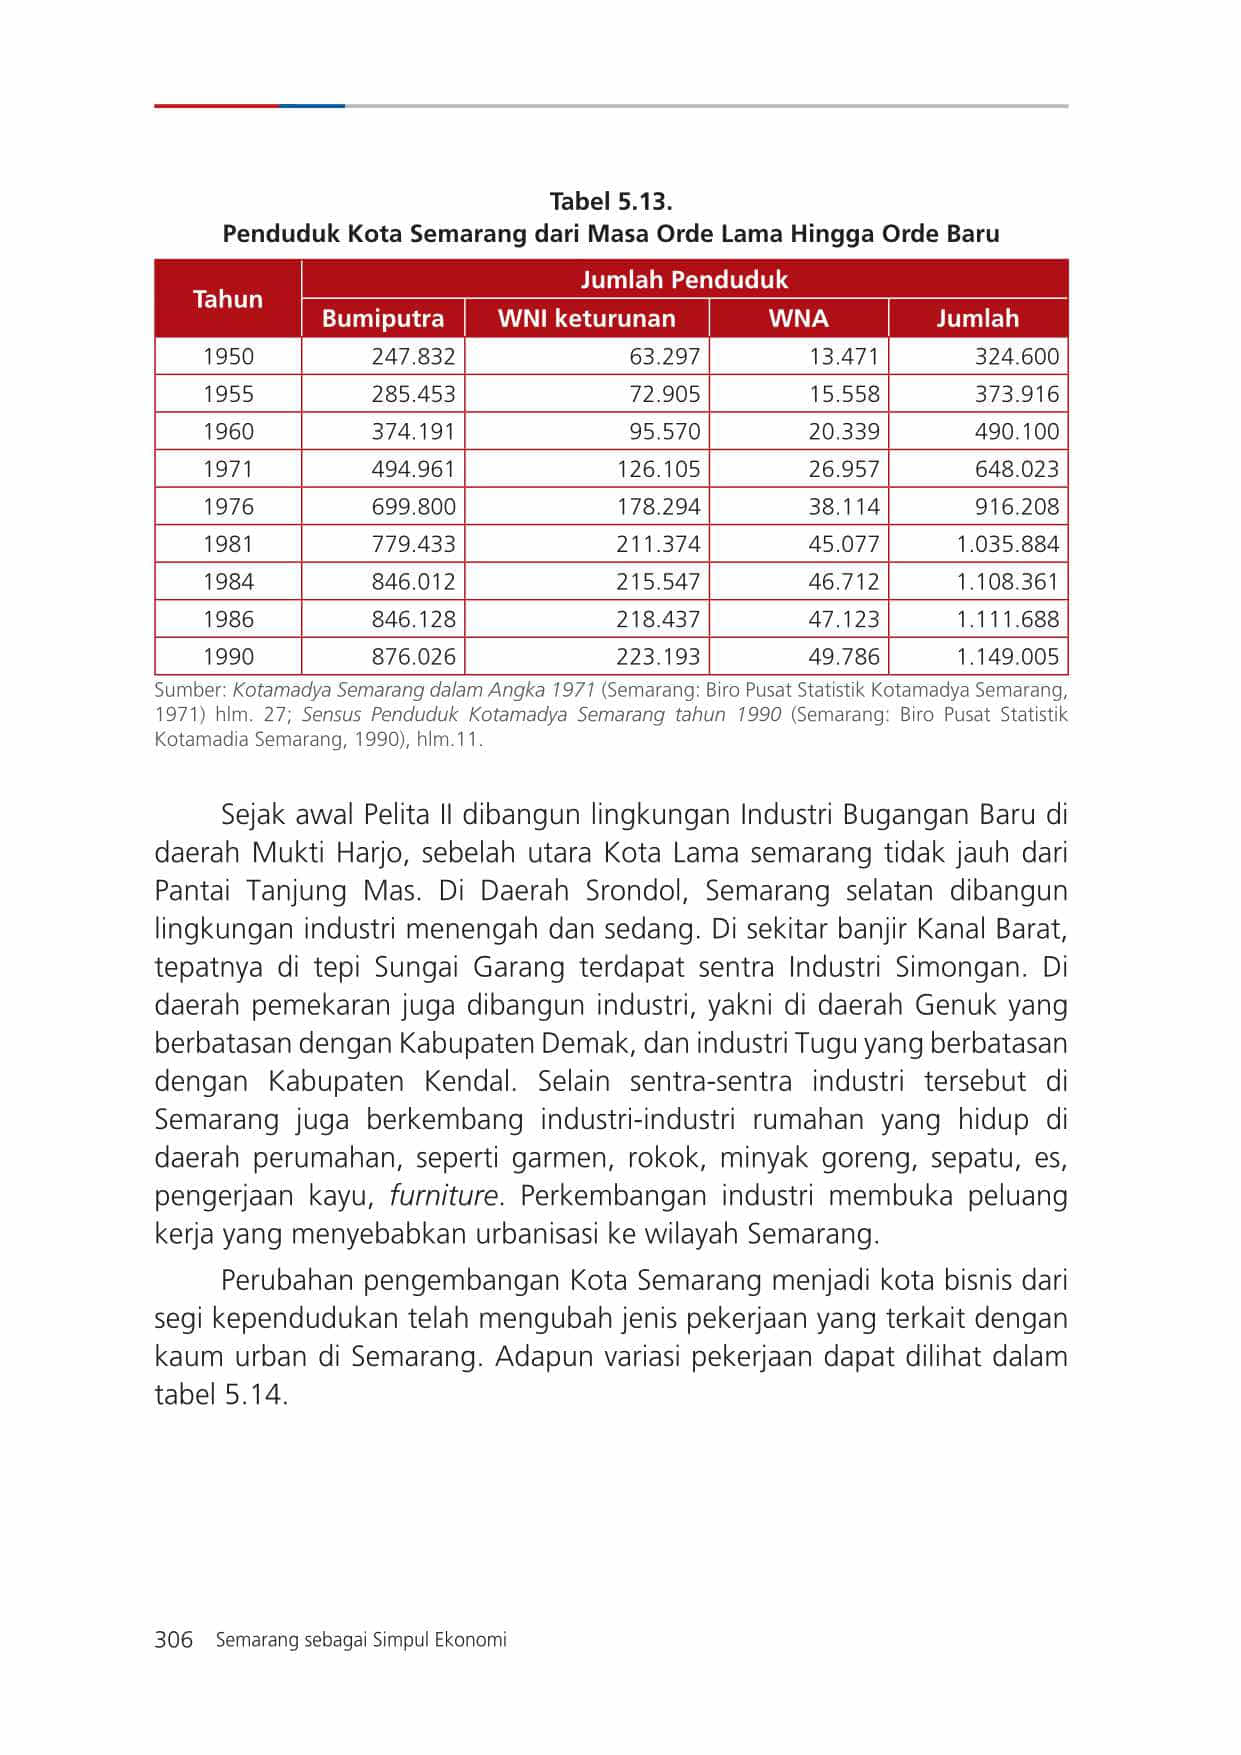 Tabel 5.13.
Penduduk Kota Semarang dari Masa Orde Lama Hingga Orde Baru
Tahun Jumlah Penduduk
Bumiputra WNI keturunan WNA Jumlah
1950 247.832 63.297 13.471 324.600
1955 285.453 72.905 15.558 373.916
1960 374.191 95.570 20.339 490.100
1971 494.961 126.105 26.957 648.023
1976 699.800 178.294 38.114 916.208
1981 779.433 211.374 45.077 1.035.884
1984 846.012 215.547 46.712 1.108.361
1986 846.128 218.437 47.123 1.111.688
1990 876.026 223.193 49.786 1.149.005
Sumber: Kotamadya Semarang dalam Angka 1971 (Semarang: Biro Pusat Statistik Kotamadya Semarang,
1971) hlm. 27; Sensus Penduduk Kotamadya Semarang tahun 1990 (Semarang: Biro Pusat Statistik
Kotamadia Semarang, 1990), hlm.11.
Sejak awal Pelita II dibangun lingkungan Industri Bugangan Baru di
daerah Mukti Harjo, sebelah utara Kota Lama semarang tidak jauh dari
Pantai Tanjung Mas. Di Daerah Srondol, Semarang selatan dibangun
lingkungan industri menengah dan sedang. Di sekitar banjir Kanal Barat,
tepatnya di tepi Sungai Garang terdapat sentra Industri Simongan. Di
daerah pemekaran juga dibangun industri, yakni di daerah Genuk yang
berbatasan dengan Kabupaten Demak, dan industri Tugu yang berbatasan
dengan Kabupaten Kendal. Selain sentra-sentra industri tersebut di
Semarang juga berkembang industri-industri rumahan yang hidup di
daerah perumahan, seperti garmen, rokok, minyak goreng, sepatu, es,
pengerjaan kayu, furniture. Perkembangan industri membuka peluang
kerja yang menyebabkan urbanisasi ke wilayah Semarang.
Perubahan pengembangan Kota Semarang menjadi kota bisnis dari
segi kependudukan telah mengubah jenis pekerjaan yang terkait dengan
kaum urban di Semarang. Adapun variasi pekerjaan dapat dilihat dalam
tabel 5.14.
306 Semarang sebagai Simpul Ekonomi